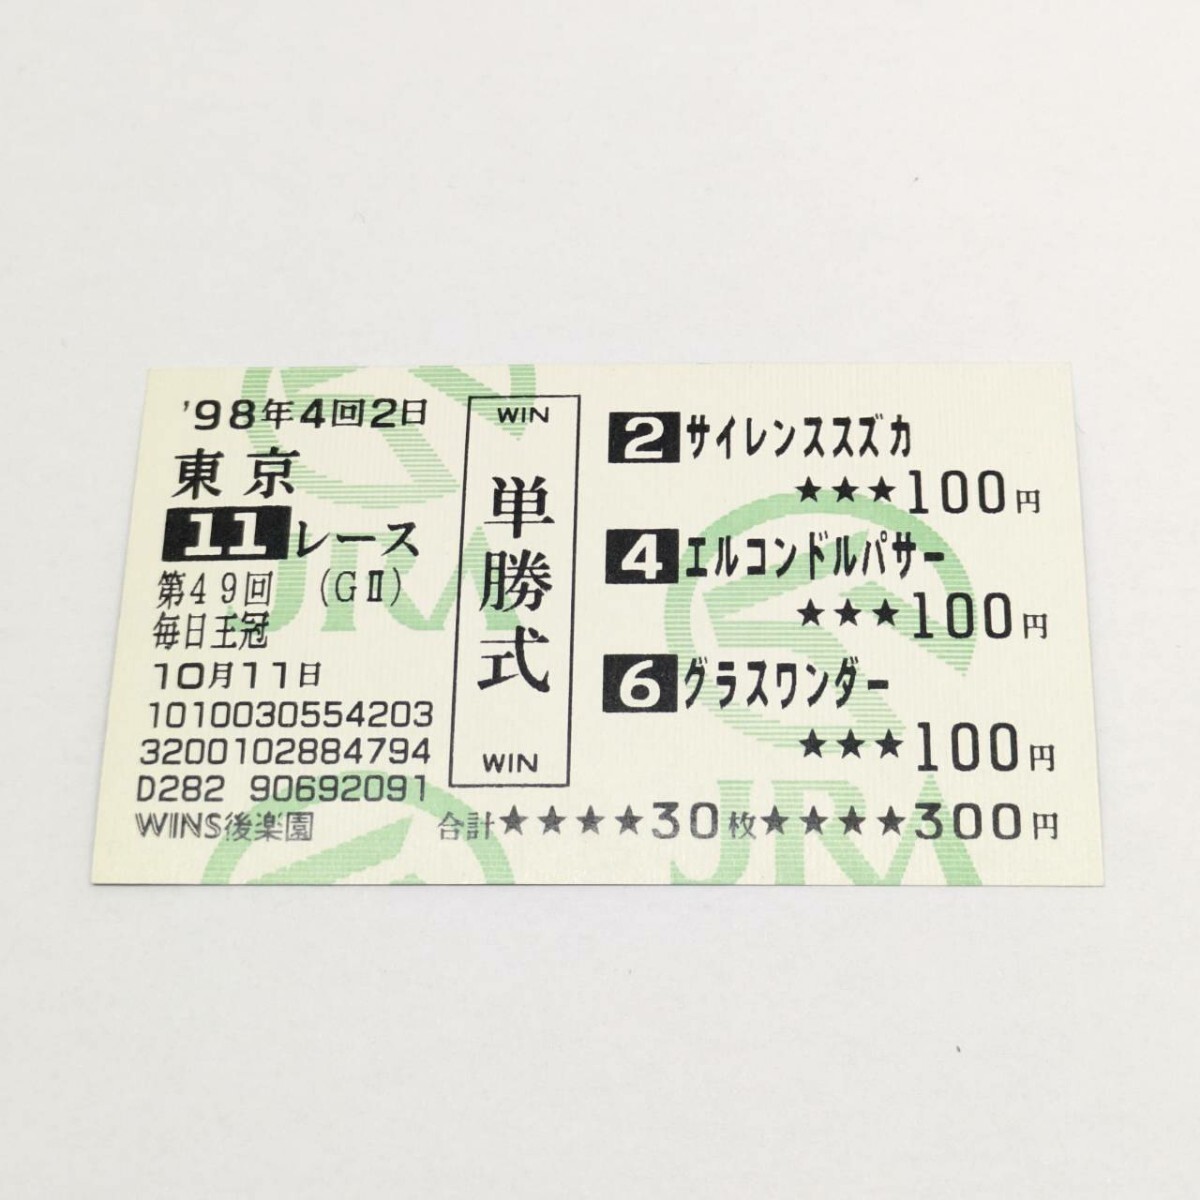 '98年4回2日
東京
11レース
第49回 (GⅡ)
毎日王冠
10月11日
1010030554203
3200102884794
D282 90692091
WINS後楽園
WIN
単勝式
WIN
2 サイレンススズカ
★★★100円
4 エルコンドルパサー
★★★100円
6 グラスワンダー
★★★100円
合計★★★★30枚★★★★300円
JRA
JRA